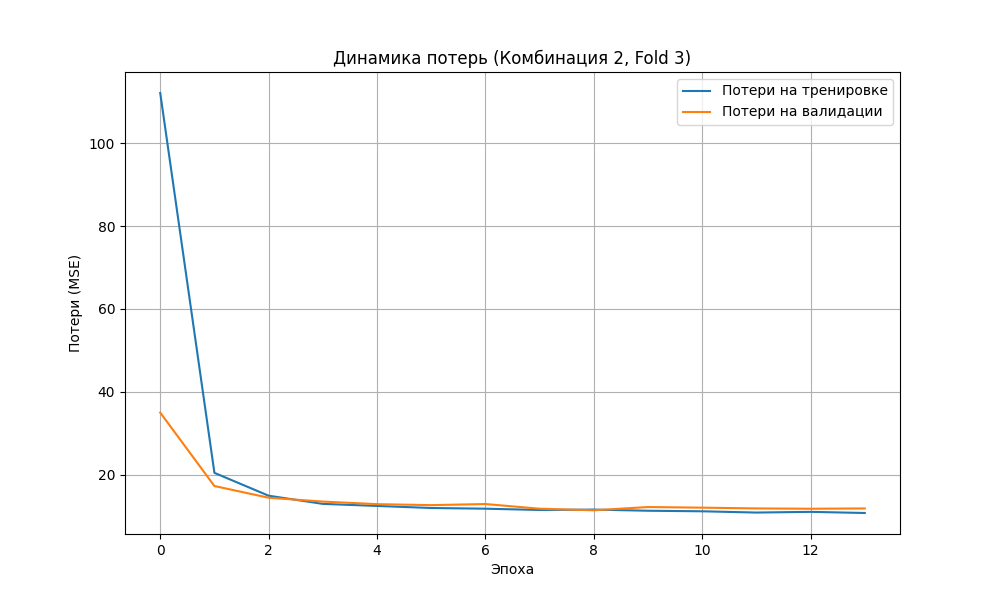 Динамика потерь (Комбинация 2, Fold 3)
Потери на тренировке
Потери на валидации
Потери (MSE)
100
80
60
40
20
0 2 4 6 8 10 12
Эпоха